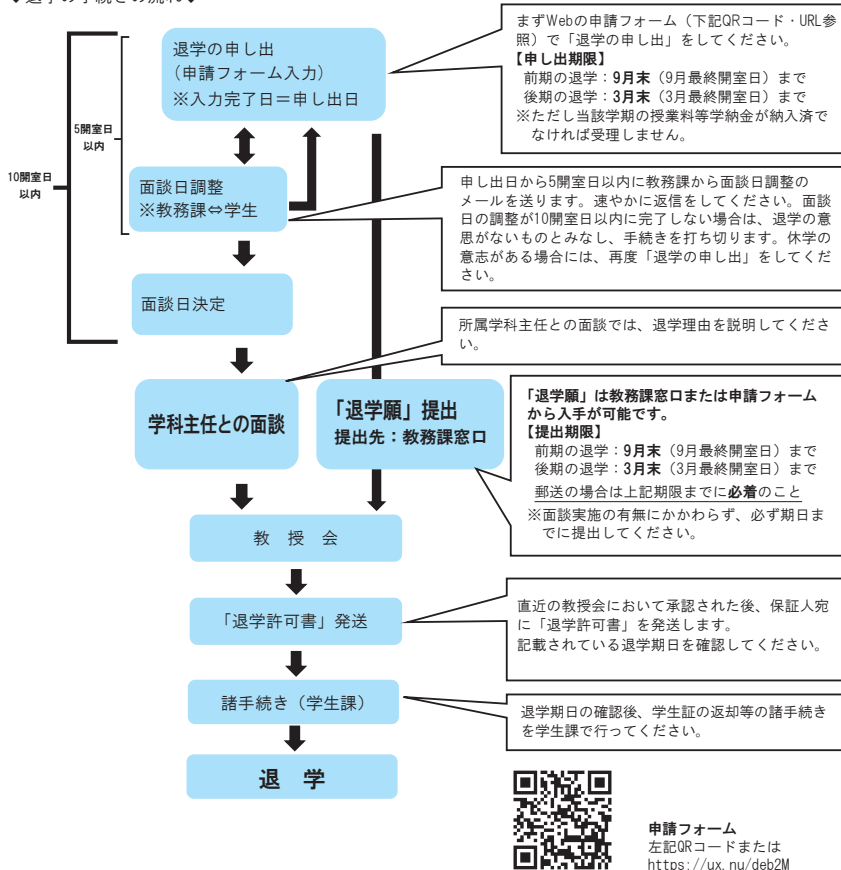 ◆退学の手続きの流れ◆
退学の申し出
(申請フォーム入力)
※入力完了日＝申し出日
まずWebの申請フォーム（下記QRコード・URL参
照）で「退学の申し出」をしてください。
【申し出期限】
前期の退学：9月末（9月最終開室日）まで
後期の退学：3月末（3月最終開室日）まで
※ただし当該学期の授業料等学納金が納入済で
なければ受理しません。
5開室日
以内
10開室日
以内
面談日調整
※教務課⇔学生
申し出日から5開室日以内に教務課から面談日調整の
メールを送ります。速やかに返信をしてください。面談
日の調整が10開室日以内に完了しない場合は、退学の意
思がないものとみなし、手続きを打ち切ります。休学の
意志がある場合には、再度「退学の申し出」をしてくだ
さい。
面談日決定
所属学科主任との面談では、退学理由を説明してくださ
い。
学科主任との面談
「退学願」提出
提出先：教務課窓口
「退学願」は教務課窓口または申請フォーム
から入手が可能です。
【提出期限】
前期の退学：9月末（9月最終開室日）まで
後期の退学：3月末（3月最終開室日）まで
郵送の場合は上記期限までに必着のこと
※面談実施の有無にかかわらず、必ず期日ま
でに提出してください。
教　授　会
「退学許可書」発送
直近の教授会において承認された後、保証人宛
に「退学許可書」を発送します。
記載されている退学期日を確認してください。
諸手続き（学生課）
退学期日の確認後、学生証の返却等の諸手続き
を学生課で行ってください。
退　学
申請フォーム
左記QRコードまたは
https://ux.nu/deb2M